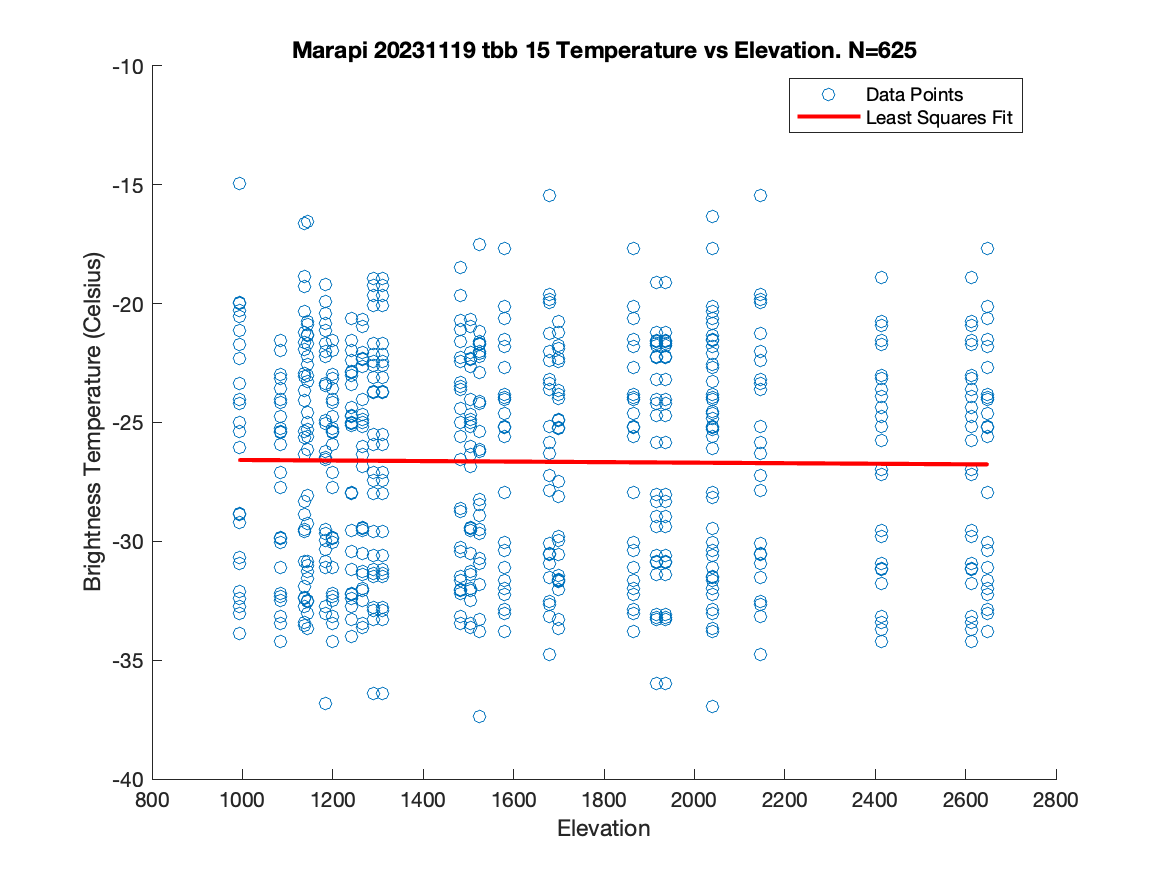 Marapi 20231119 tbb 15 Temperature vs Elevation. N=625
Data Points
Least Squares Fit
Brightness Temperature (Celsius)
-10
-15
-20
-25
-30
-35
-40
800 1000 1200 1400 1600 1800 2000 2200 2400 2600 2800
Elevation